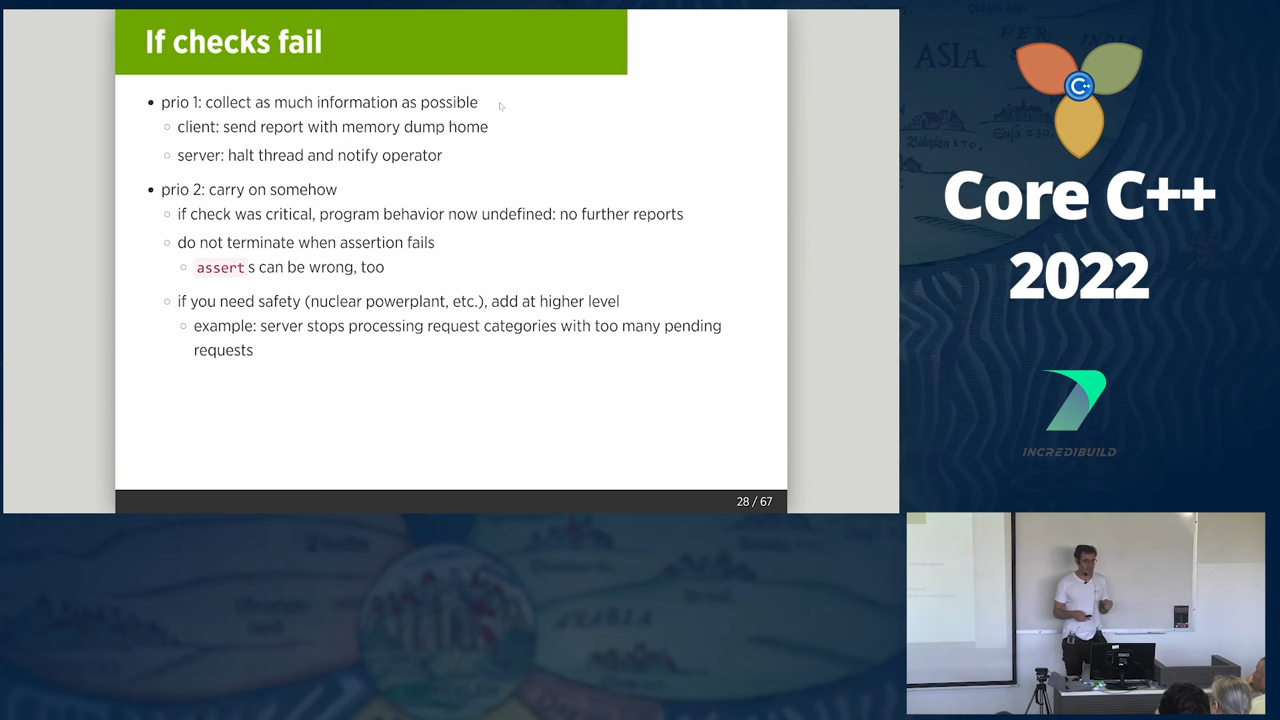 If checks fail
prio 1: collect as much information as possible
client: send report with memory dump home
server: halt thread and notify operator
prio 2: carry on somehow
if check was critical, program behavior now undefined: no further reports
do not terminate when assertion fails
asserts can be wrong, too
if you need safety (nuclear powerplant, etc.), add at higher level
example: server stops processing request categories with too many pending
requests
28 / 67
PER
INDIA
ASIA
C++
Core C++
2022
INCREDIBUILD
ARABIA